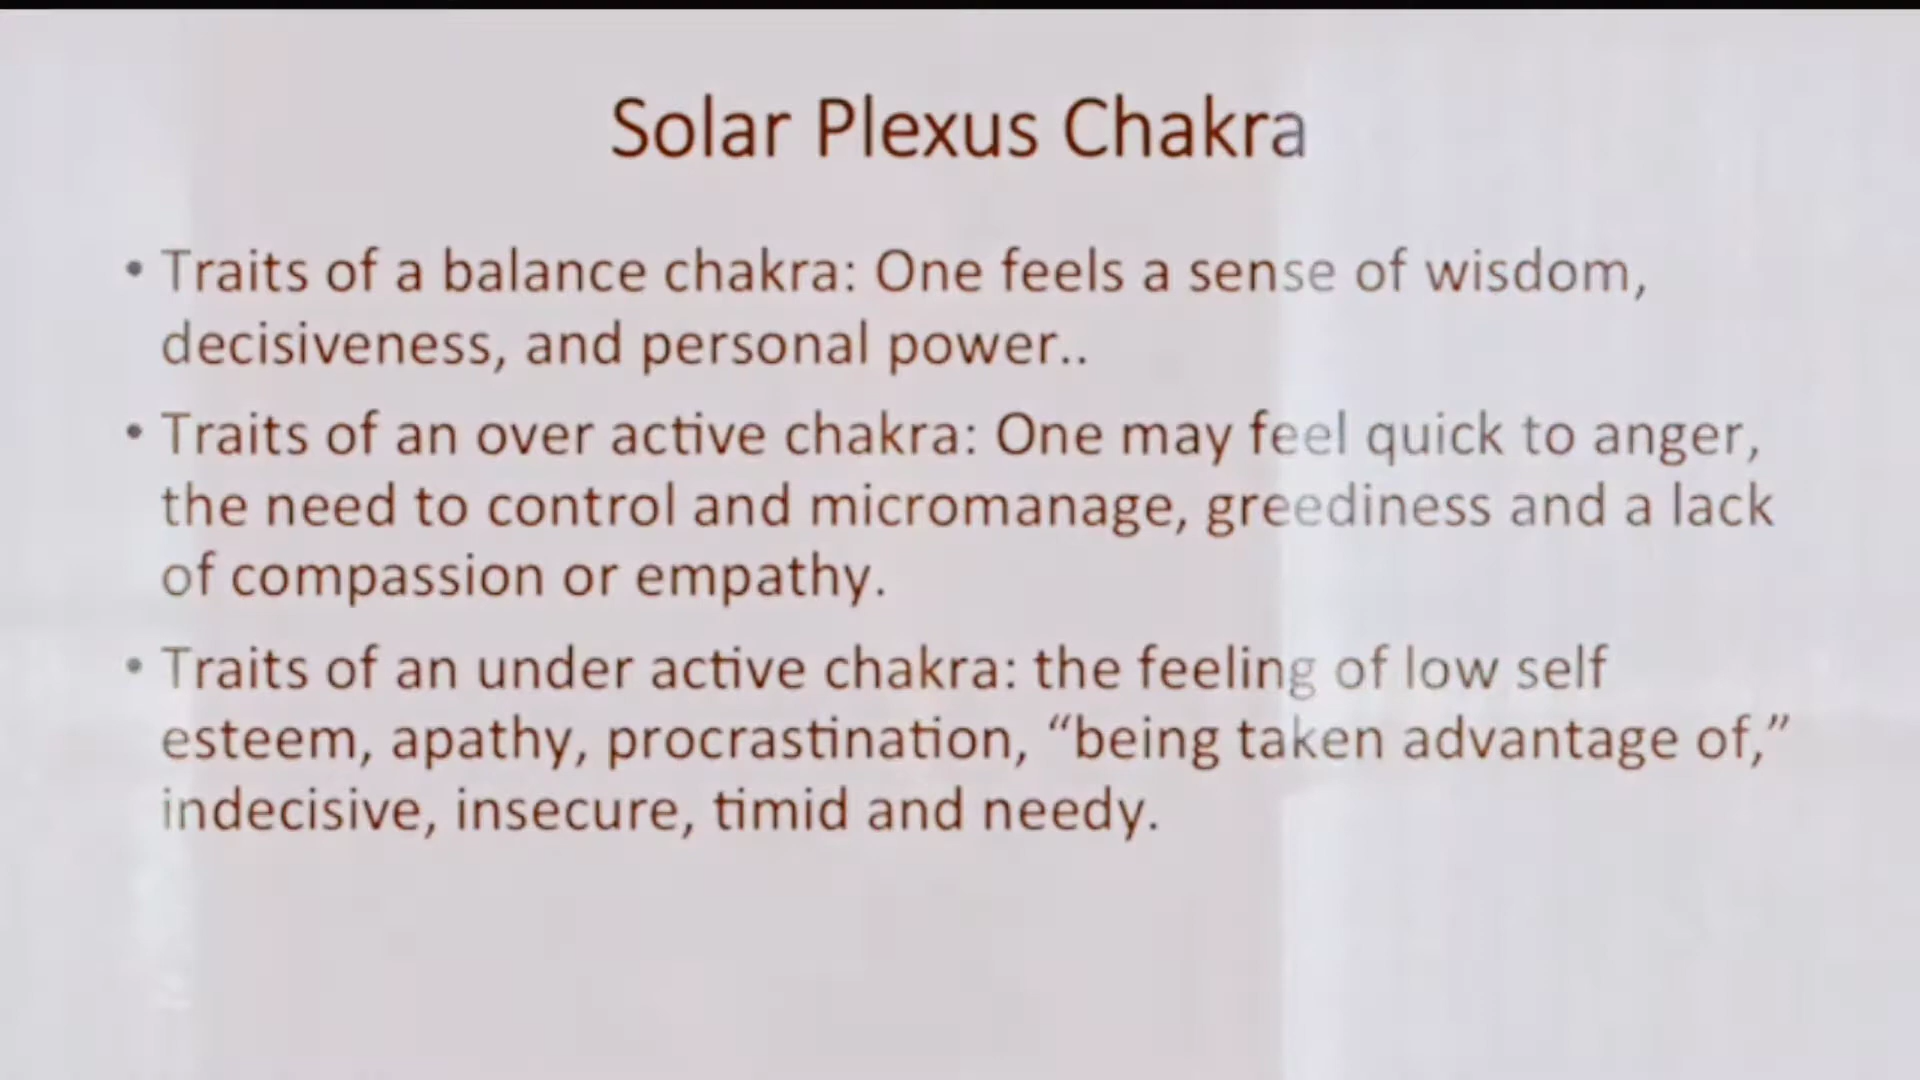 Solar Plexus Chakra
• Traits of a balance chakra: One feels a sense of wisdom,
decisiveness, and personal power..
• Traits of an over active chakra: One may feel quick to anger,
the need to control and micromanage, greediness and a lack
of compassion or empathy.
• Traits of an under active chakra: the feeling of low self
esteem, apathy, procrastination, “being taken advantage of,”
indecisive, insecure, timid and needy.